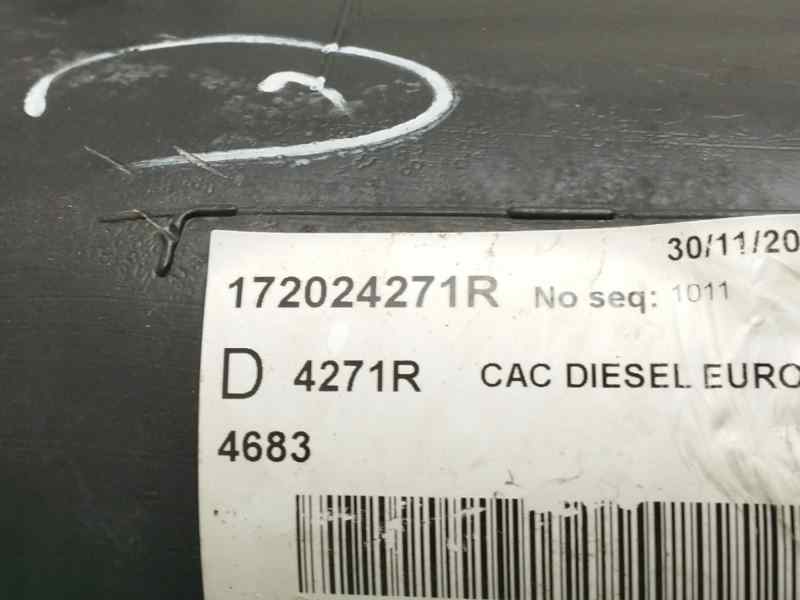 30/11/20
172024271R No seq: 1011
D 4271R CAC DIESEL EURO
4683